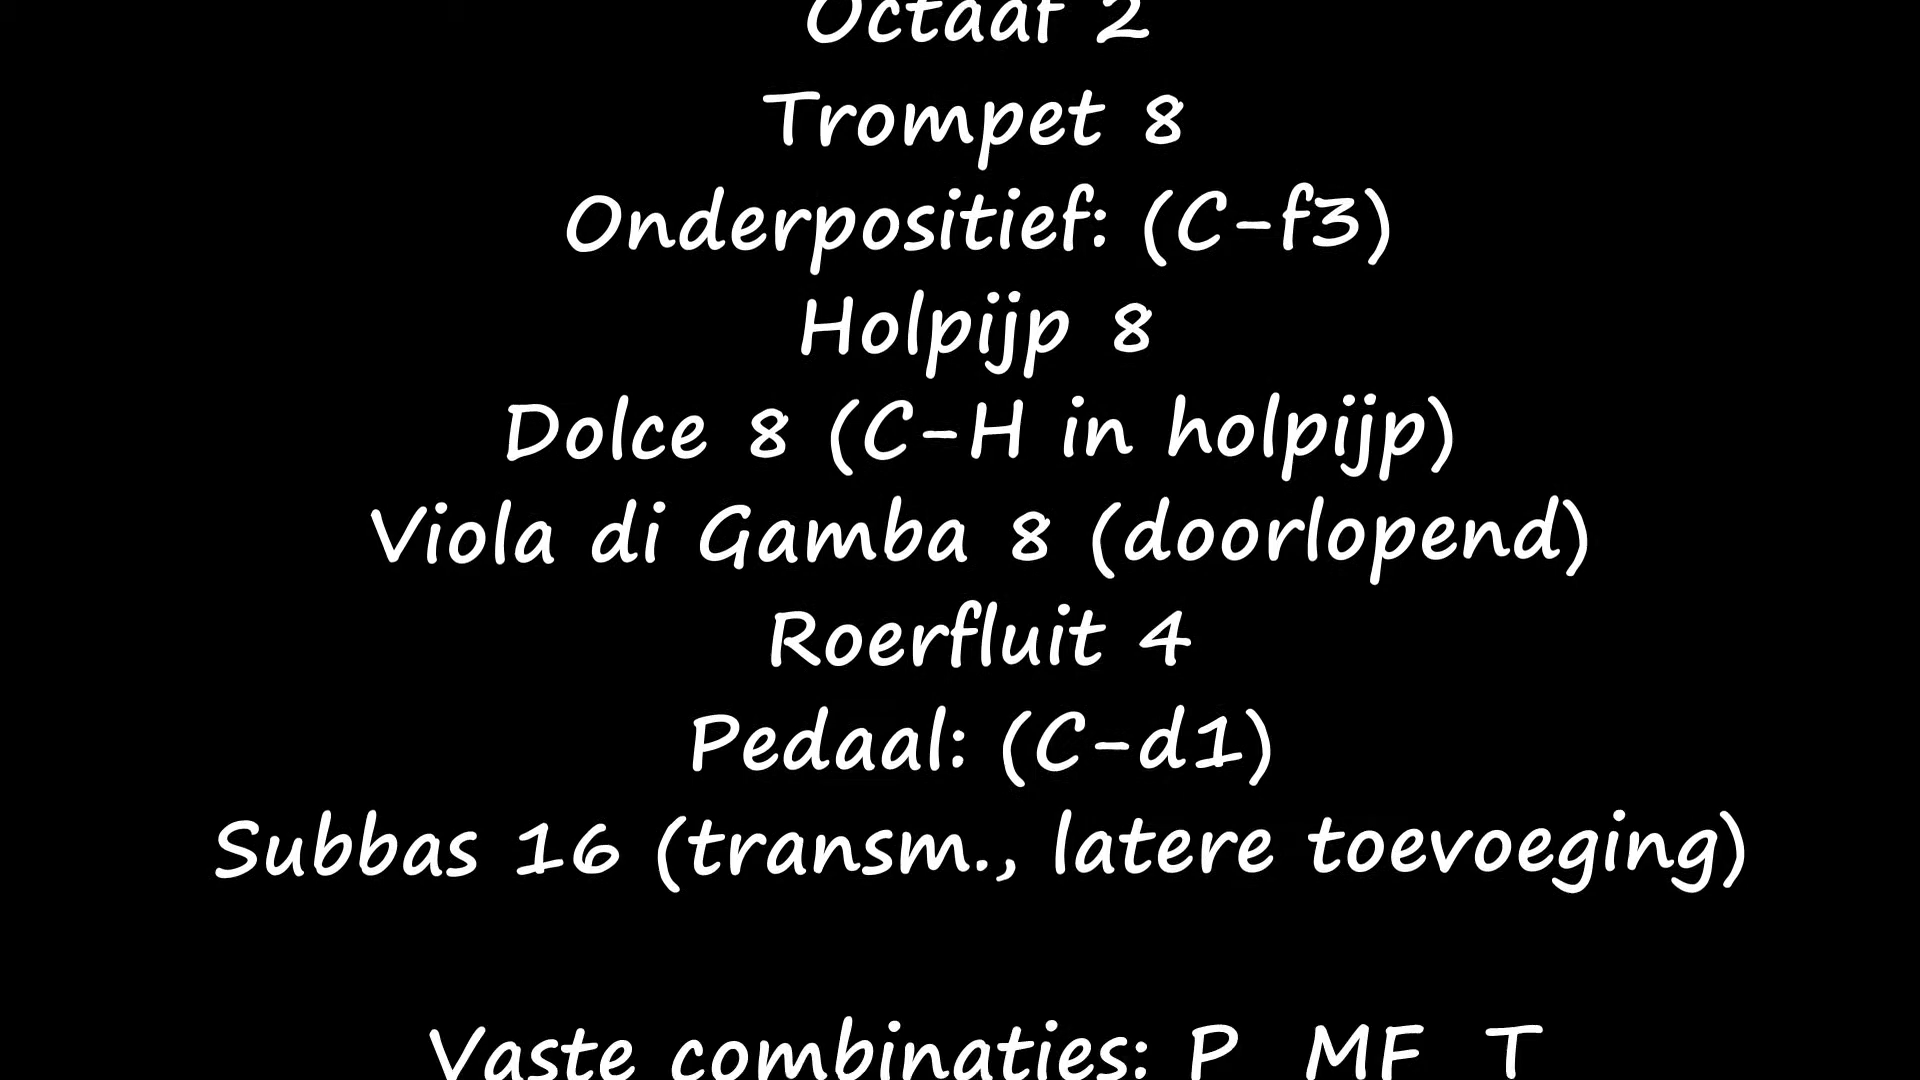 Octaaf 2
Trompet 8
Onderpositief: (C-f3)
Holpijp 8
Dolce 8 (C-H in holpijp)
Viola di Gamba 8 (doorlopend)
Roerfluit 4
Pedaal: (C-d1)
Subbas 16 (transm., latere toevoeging)
Vaste combinaties: P MF T